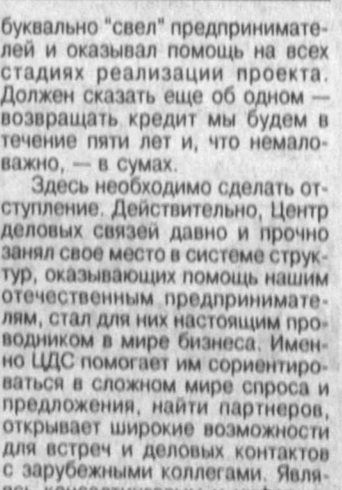 буквально "свел" предпринимате-
лей и оказывал помощь на всех
стадиях реализации проекта.
Должен сказать еще об одном —
возвращать кредит мы будем в
течение пяти лет и, что немало-
важно, — в сумах.
Здесь необходимо сделать от-
ступление. Действительно, Центр
деловых связей давно и прочно
занял свое место в системе струк-
тур, оказывающих помощь нашим
отечественным предпринимате-
лям, стал для них настоящим про-
водником в мире бизнеса. Имен-
но ЦДС помогает им сориентиро-
ваться в сложном мире спроса и
предложения, найти партнеров,
открывает широкие возможности
для встреч и деловых контактов
с зарубежными коллегами. Явля-